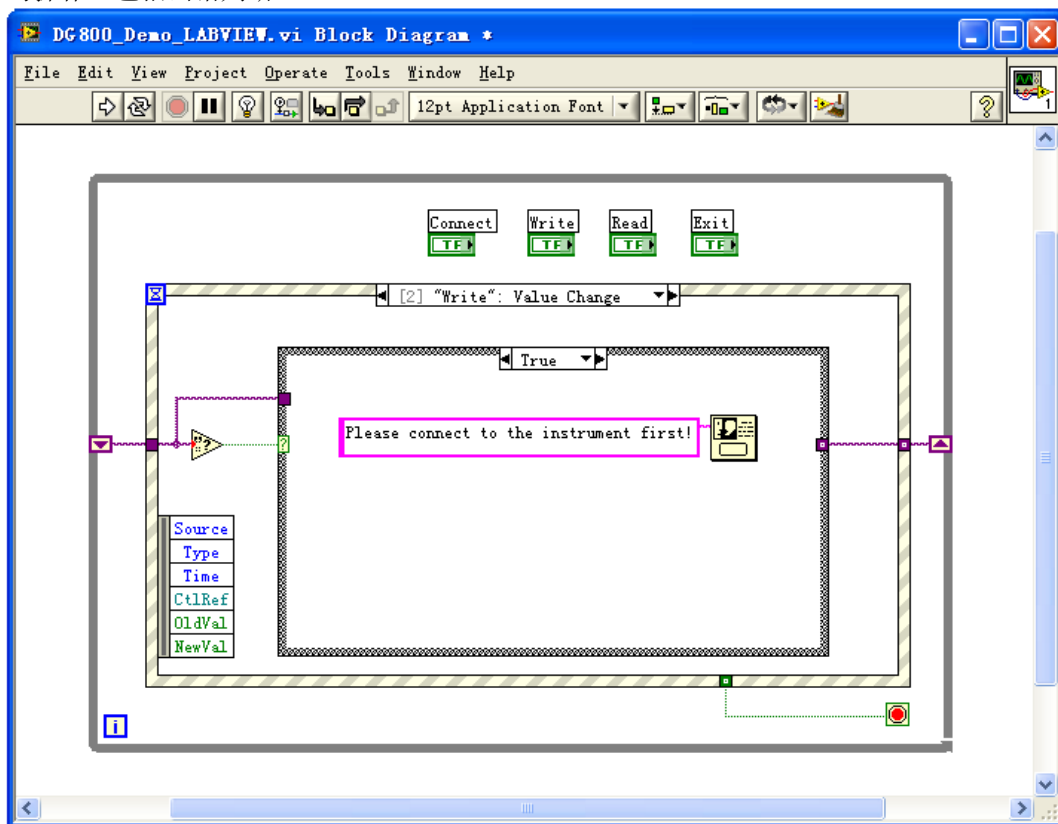 DG800_Demo_LABVIEW.vi Block Diagram *
File Edit View Project Operate Tools Window Help
12pt Application Font
?
1
Connect Write Read Exit
TF TF TF TF
[2] "Write": Value Change
True
Please connect to the instrument first!
?
?
Source
Type
Time
CtlRef
OldVal
NewVal
i